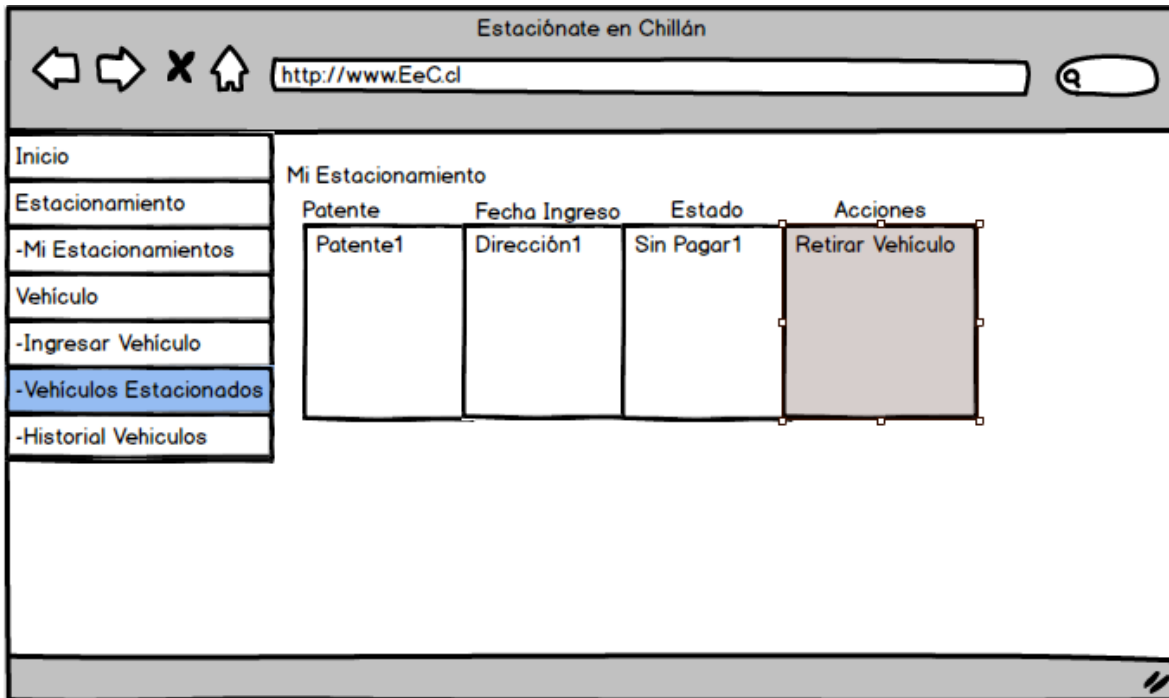 Estaciónate en Chillán
http://www.EeC.cl
Inicio
Estacionamiento
-Mi Estacionamientos
Vehículo
-Ingresar Vehículo
-Vehículos Estacionados
-Historial Vehiculos
Mi Estacionamiento
Patente Fecha Ingreso Estado Acciones
Patente1 Dirección1 Sin Pagar1 Retirar Vehículo